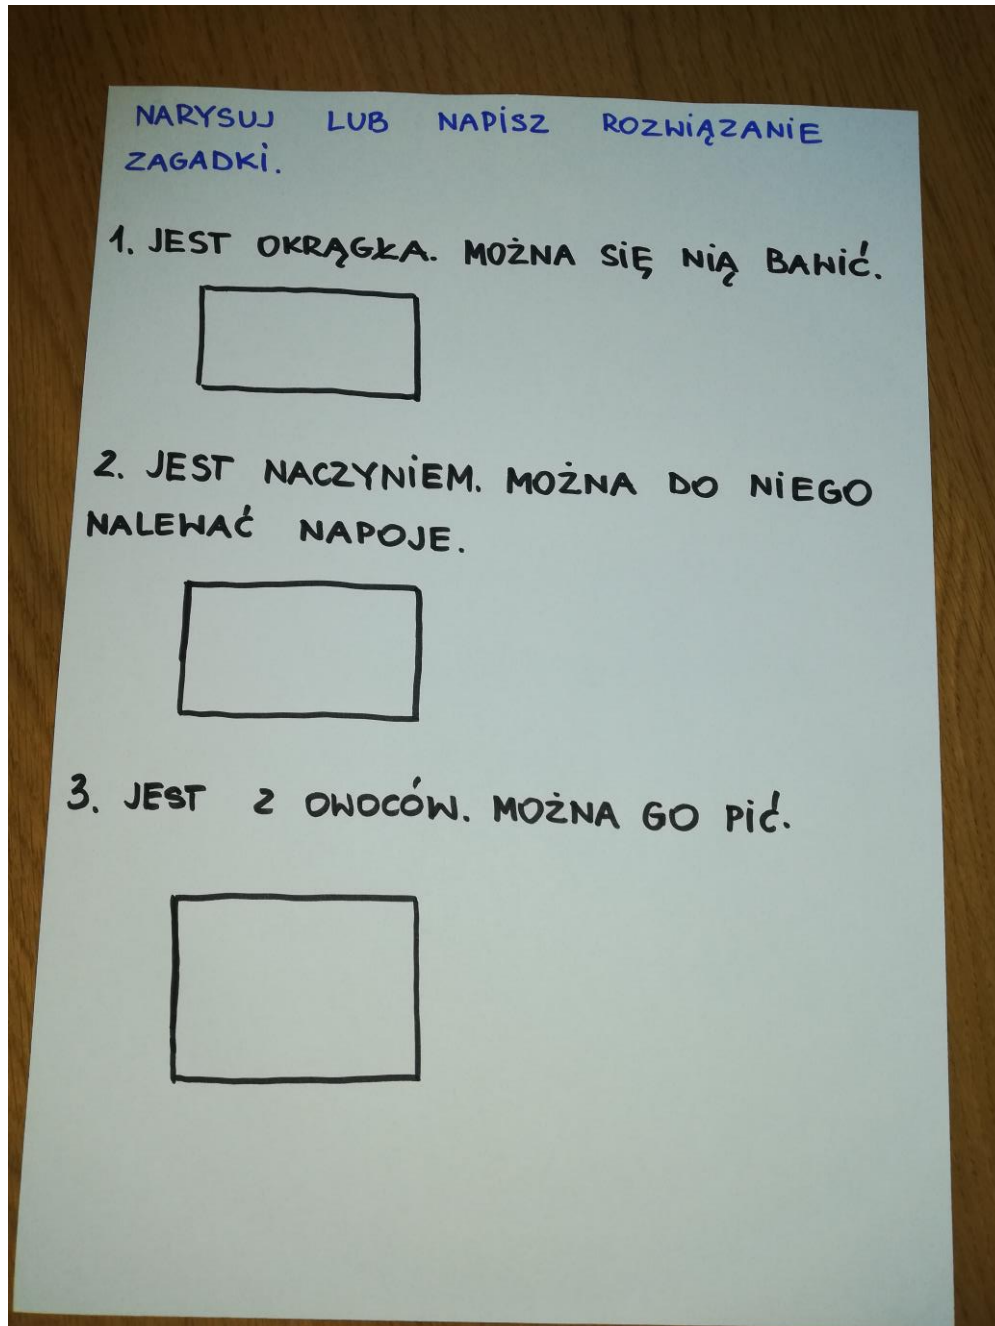 NARYSUJ LUB NAPISZ ROZWIĄZANIE
ZAGADKI.
1. JEST OKRĄGŁA. MOŻNA SIĘ NIĄ BAWIĆ.
2. JEST NACZYNIEM. MOŻNA DO NIEGO
NALEWAĆ NAPOJE.
3. JEST Z OWOCÓW. MOŻNA GO PIĆ.